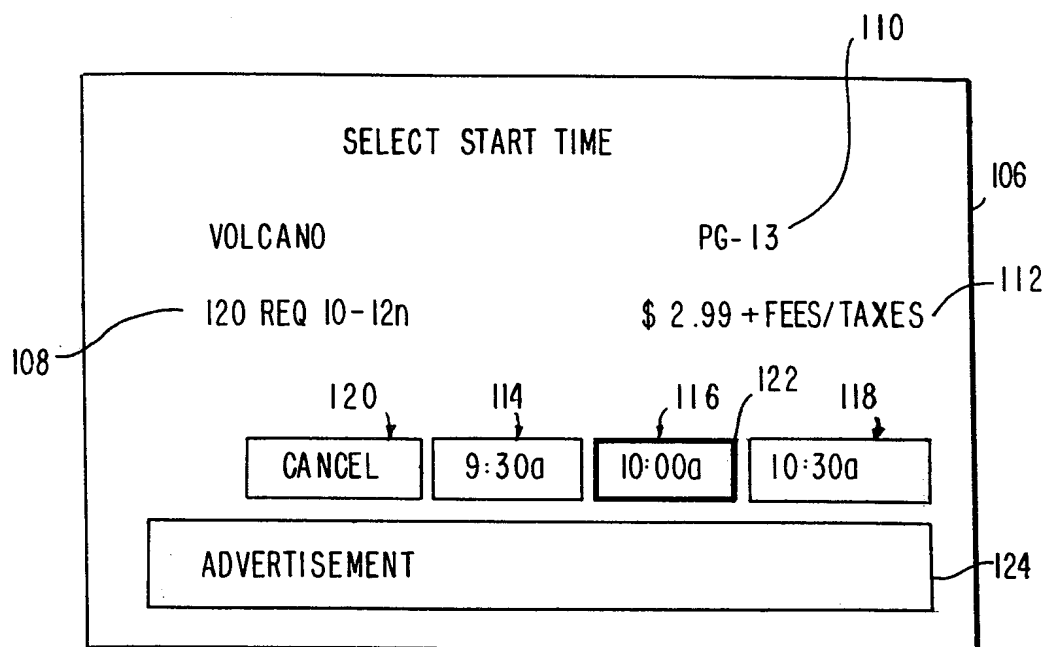 110
SELECT START TIME
106
VOLCANO PG-13
112
120 REQ 10-12n $ 2.99 + FEES/TAXES
108
120 114 116 122 118
CANCEL 9:30a 10:00a 10:30a
ADVERTISEMENT
124